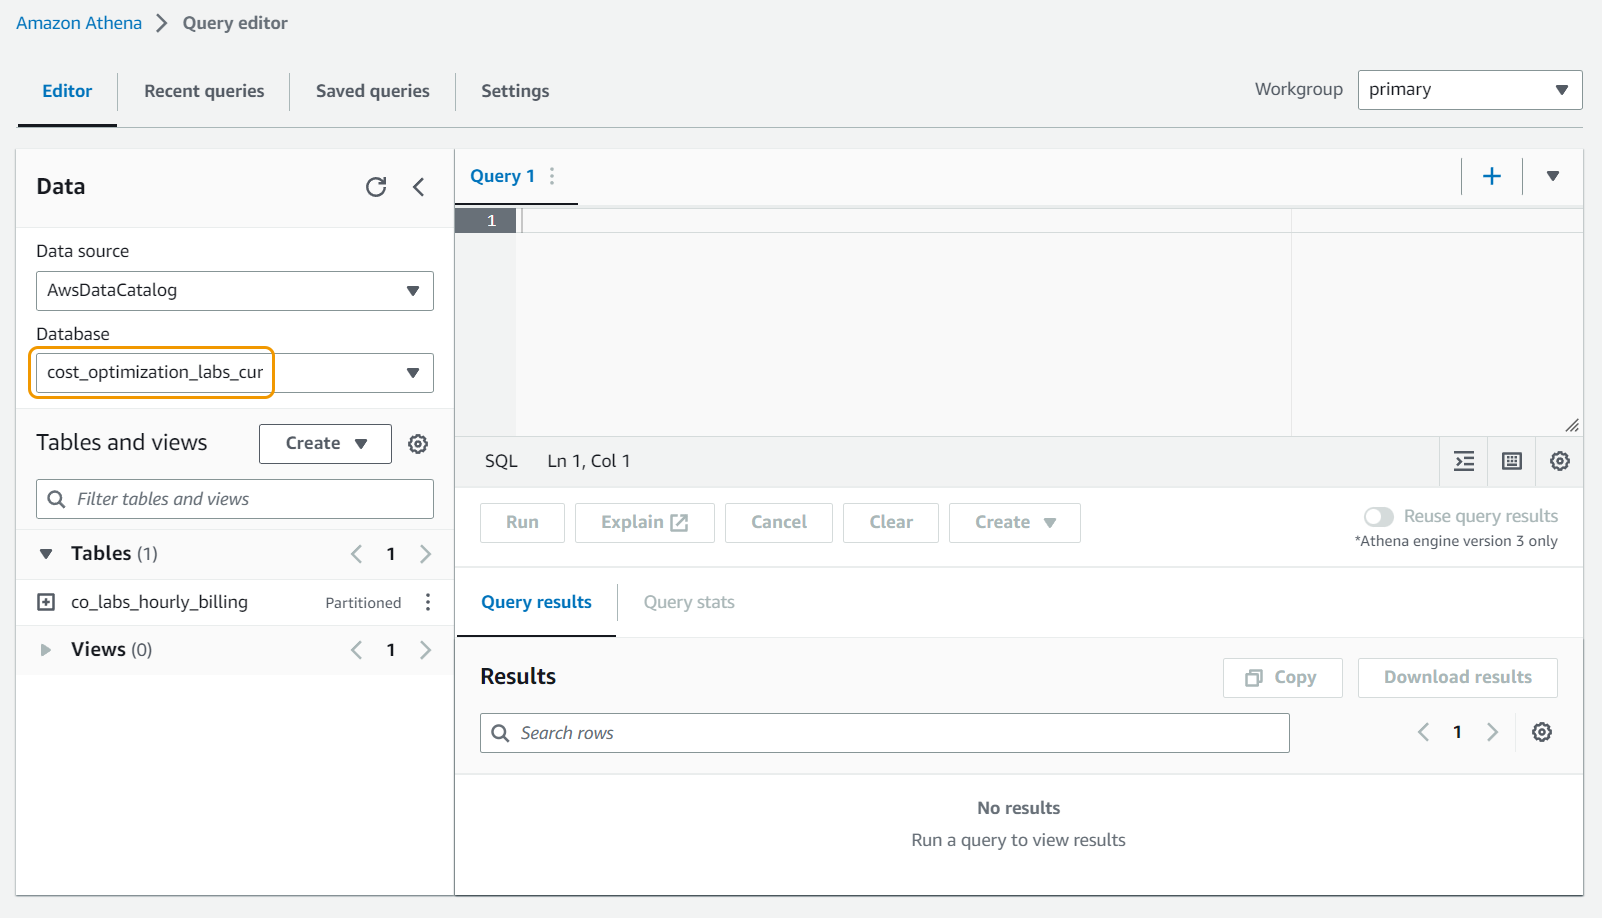 Amazon Athena > Query editor
Editor
Recent queries
Saved queries
Settings
Workgroup
primary
Data
Data source
AwsDataCatalog
Database
cost_optimization_labs_cur
Tables and views
Create
Filter tables and views
Tables (1)
1
co_labs_hourly_billing
Partitioned
Views (0)
1
Query 1
1
SQL
Ln 1, Col 1
Run
Explain
Cancel
Clear
Create
Reuse query results
*Athena engine version 3 only
Query results
Query stats
Results
Copy
Download results
Search rows
1
No results
Run a query to view results